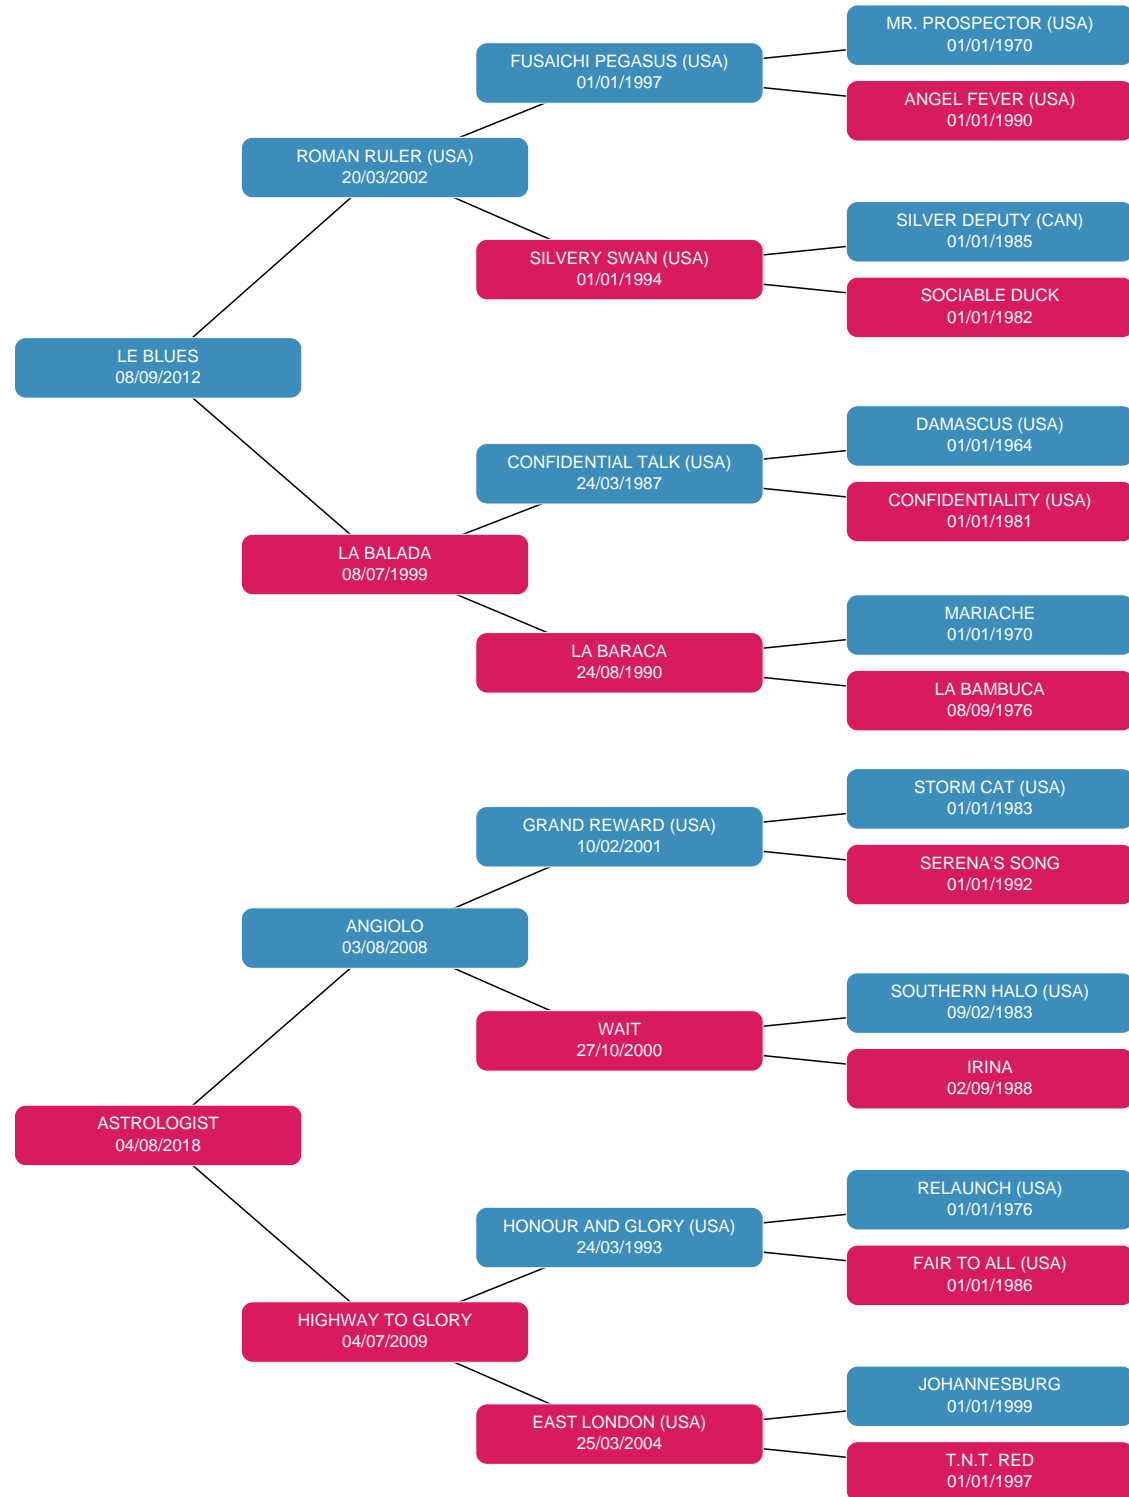 MR. PROSPECTOR (USA)
01/01/1970
FUSAICHI PEGASUS (USA)
01/01/1997
ANGEL FEVER (USA)
01/01/1990
ROMAN RULER (USA)
20/03/2002
SILVER DEPUTY (CAN)
01/01/1985
SILVERY SWAN (USA)
01/01/1994
SOCIABLE DUCK
01/01/1982
LE BLUES
08/09/2012
DAMASCUS (USA)
01/01/1964
CONFIDENTIAL TALK (USA)
24/03/1987
CONFIDENTIALITY (USA)
01/01/1981
LA BALADA
08/07/1999
MARIACHE
01/01/1970
LA BARACA
24/08/1990
LA BAMBUCA
08/09/1976
STORM CAT (USA)
01/01/1983
GRAND REWARD (USA)
10/02/2001
SERENA'S SONG
01/01/1992
ANGIOLO
03/08/2008
SOUTHERN HALO (USA)
09/02/1983
WAIT
27/10/2000
IRINA
02/09/1988
ASTROLOGIST
04/08/2018
RELAUNCH (USA)
01/01/1976
HONOUR AND GLORY (USA)
24/03/1993
FAIR TO ALL (USA)
01/01/1986
HIGHWAY TO GLORY
04/07/2009
JOHANNESBURG
01/01/1999
EAST LONDON (USA)
25/03/2004
T.N.T. RED
01/01/1997